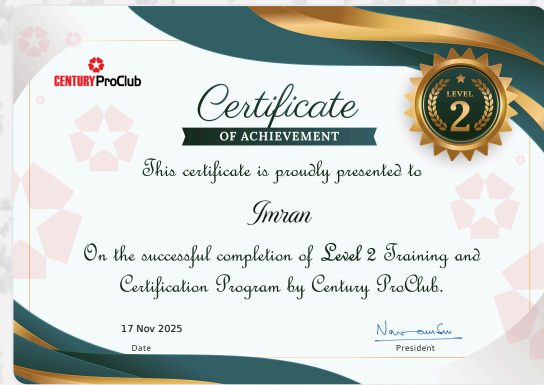 CENTURY ProClub
Certificate
OF ACHIEVEMENT
LEVEL
2
This certificate is proudly presented to
Imran
On the successful completion of Level 2 Training and
Certification Program by Century ProClub.
17 Nov 2025
Date
President